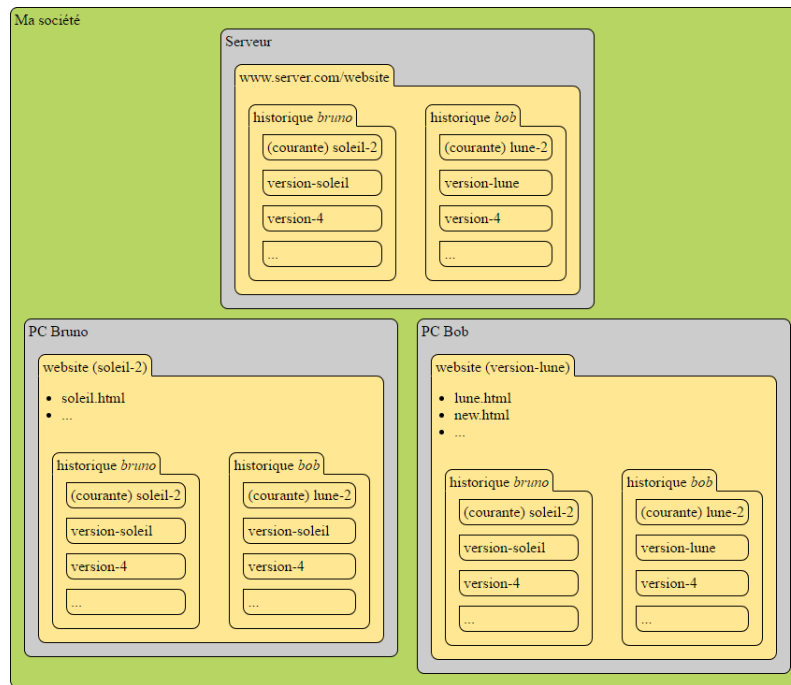 Ma société
Serveur
www.server.com/website
historique bruno
(courante) soleil-2
version-soleil
version-4
...
historique bob
(courante) lune-2
version-lune
version-4
...
PC Bruno
website (soleil-2)
soleil.html
...
historique bruno
(courante) soleil-2
version-soleil
version-4
...
historique bob
(courante) lune-2
version-soleil
version-4
...
PC Bob
website (version-lune)
lune.html
new.html
...
historique bruno
(courante) soleil-2
version-soleil
version-4
...
historique bob
(courante) lune-2
version-lune
version-4
...